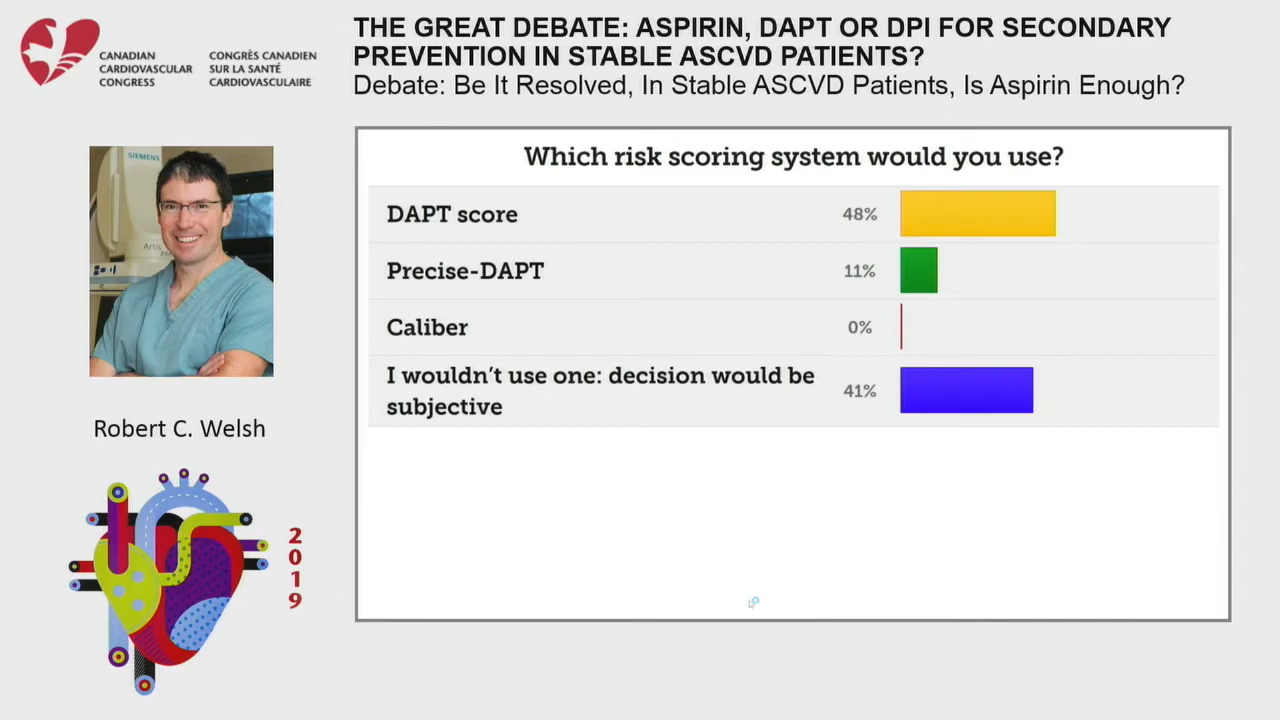 CANADIAN
CARDIOVASCULAR
CONGRESS
CONGRÈS CANADIEN
SUR LA SANTÉ
CARDIOVASCULAIRE
THE GREAT DEBATE: ASPIRIN, DAPT OR DPI FOR SECONDARY
PREVENTION IN STABLE ASCVD PATIENTS?
Debate: Be It Resolved, In Stable ASCVD Patients, Is Aspirin Enough?
SIEMENS
Artis
Robert C. Welsh
2
0
1
9
Which risk scoring system would you use?
DAPT score 48%
Precise-DAPT 11%
Caliber 0%
I wouldn't use one: decision would be
subjective 41%